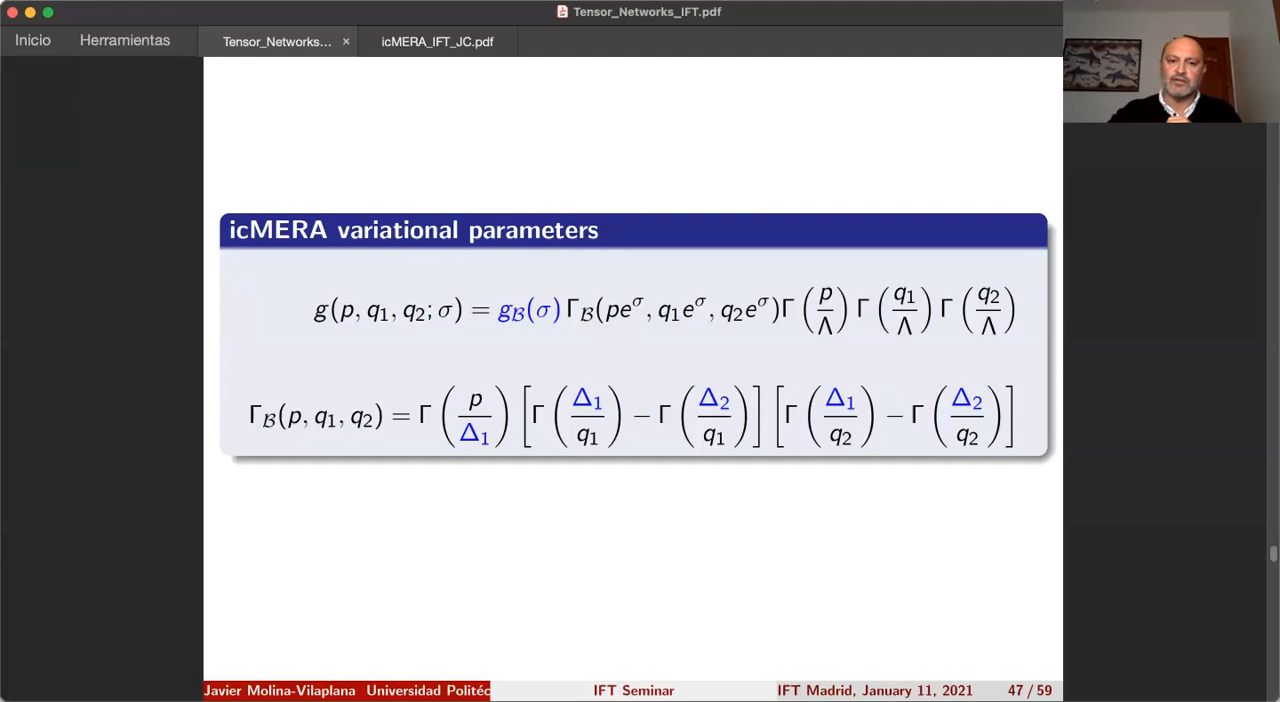 Tensor_Networks_IFT.pdf
Inicio Herramientas Tensor_Networks... × icMERA_IFT_JC.pdf
icMERA variational parameters
g(p, q₁, q₂; σ) = g_ℬ(σ) Γ_ℬ(pe^σ, q₁e^σ, q₂e^σ)Γ(p/Λ) Γ(q₁/Λ) Γ(q₂/Λ)
Γ_ℬ(p, q₁, q₂) = Γ(p/Δ₁) [Γ(Δ₁/q₁) − Γ(Δ₂/q₁)] [Γ(Δ₁/q₂) − Γ(Δ₂/q₂)]
Javier Molina-Vilaplana Universidad Politéc IFT Seminar IFT Madrid, January 11, 2021 47 / 59